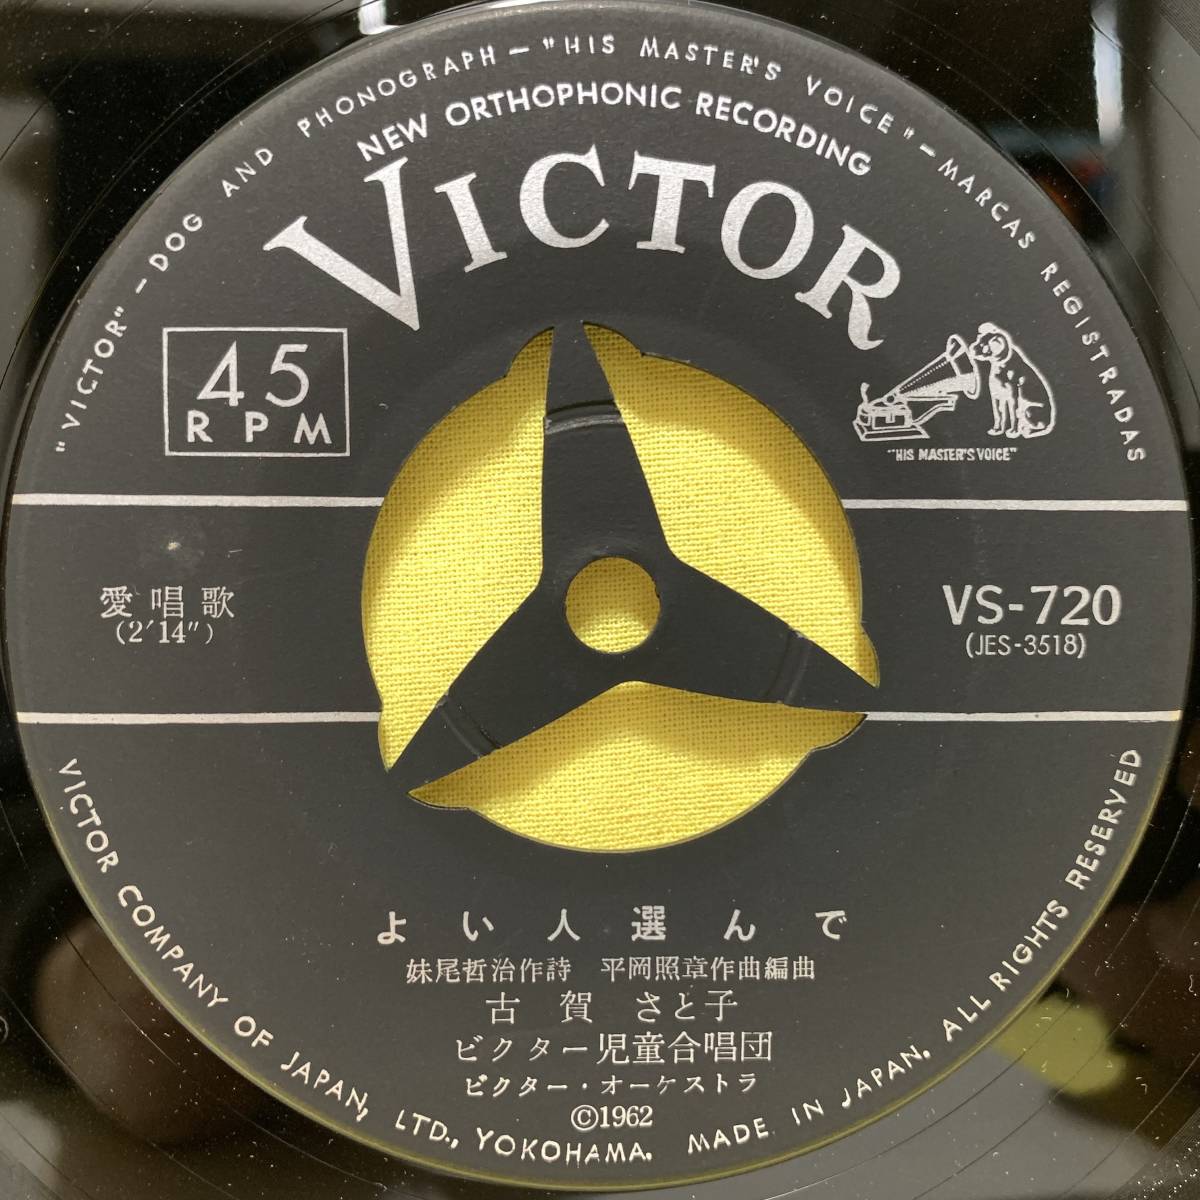 "VICTOR" – DOG AND PHONOGRAPH – "HIS MASTER'S VOICE" – MARCAS REGISTRADAS
NEW ORTHOPHONIC RECORDING
VICTOR
45
RPM
"HIS MASTER'S VOICE"
愛唱歌
(2′14″)
VS-720
(JES-3518)
よい人選んで
妹尾哲治作詩 平岡照章作曲編曲
古賀 さと子
ビクター児童合唱団
ビクター・オーケストラ
©1962
VICTOR COMPANY OF JAPAN, LTD., YOKOHAMA. MADE IN JAPAN. ALL RIGHTS RESERVED